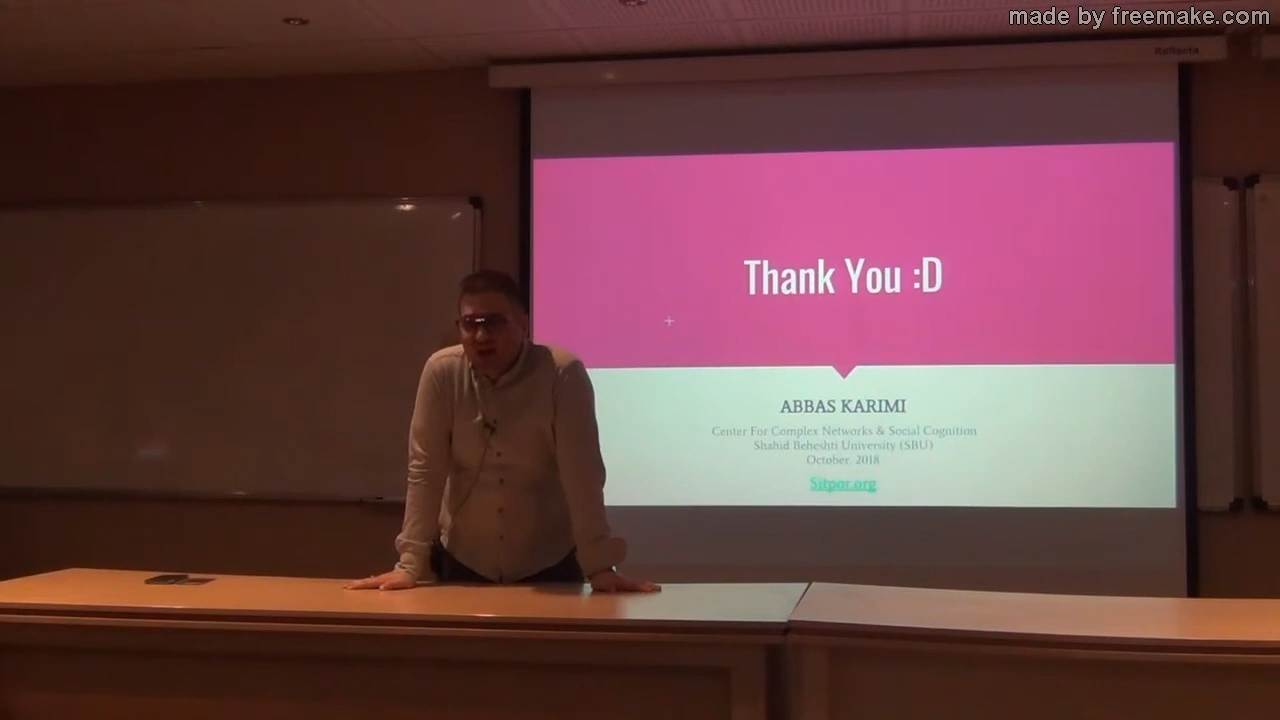 made by freemake.com
Reflecta
Thank You :D
ABBAS KARIMI
Center For Complex Networks & Social Cognition
Shahid Beheshti University (SBU)
October, 2018
Sitpor.org